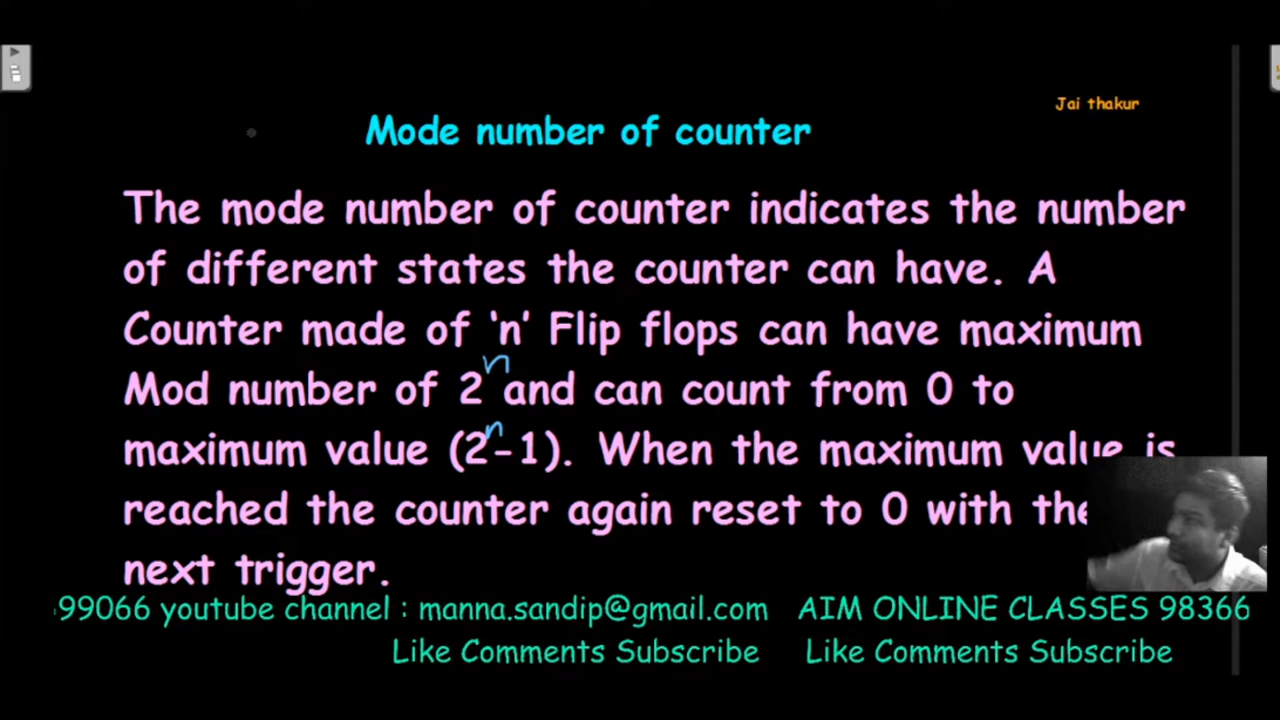 Jai thakur
Mode number of counter
The mode number of counter indicates the number
of different states the counter can have. A
Counter made of 'n' Flip flops can have maximum
Mod number of 2ⁿ and can count from 0 to
maximum value (2ⁿ-1). When the maximum value is
reached the counter again reset to 0 with the
next trigger.
99066 youtube channel : manna.sandip@gmail.com AIM ONLINE CLASSES 98366
Like Comments Subscribe Like Comments Subscribe